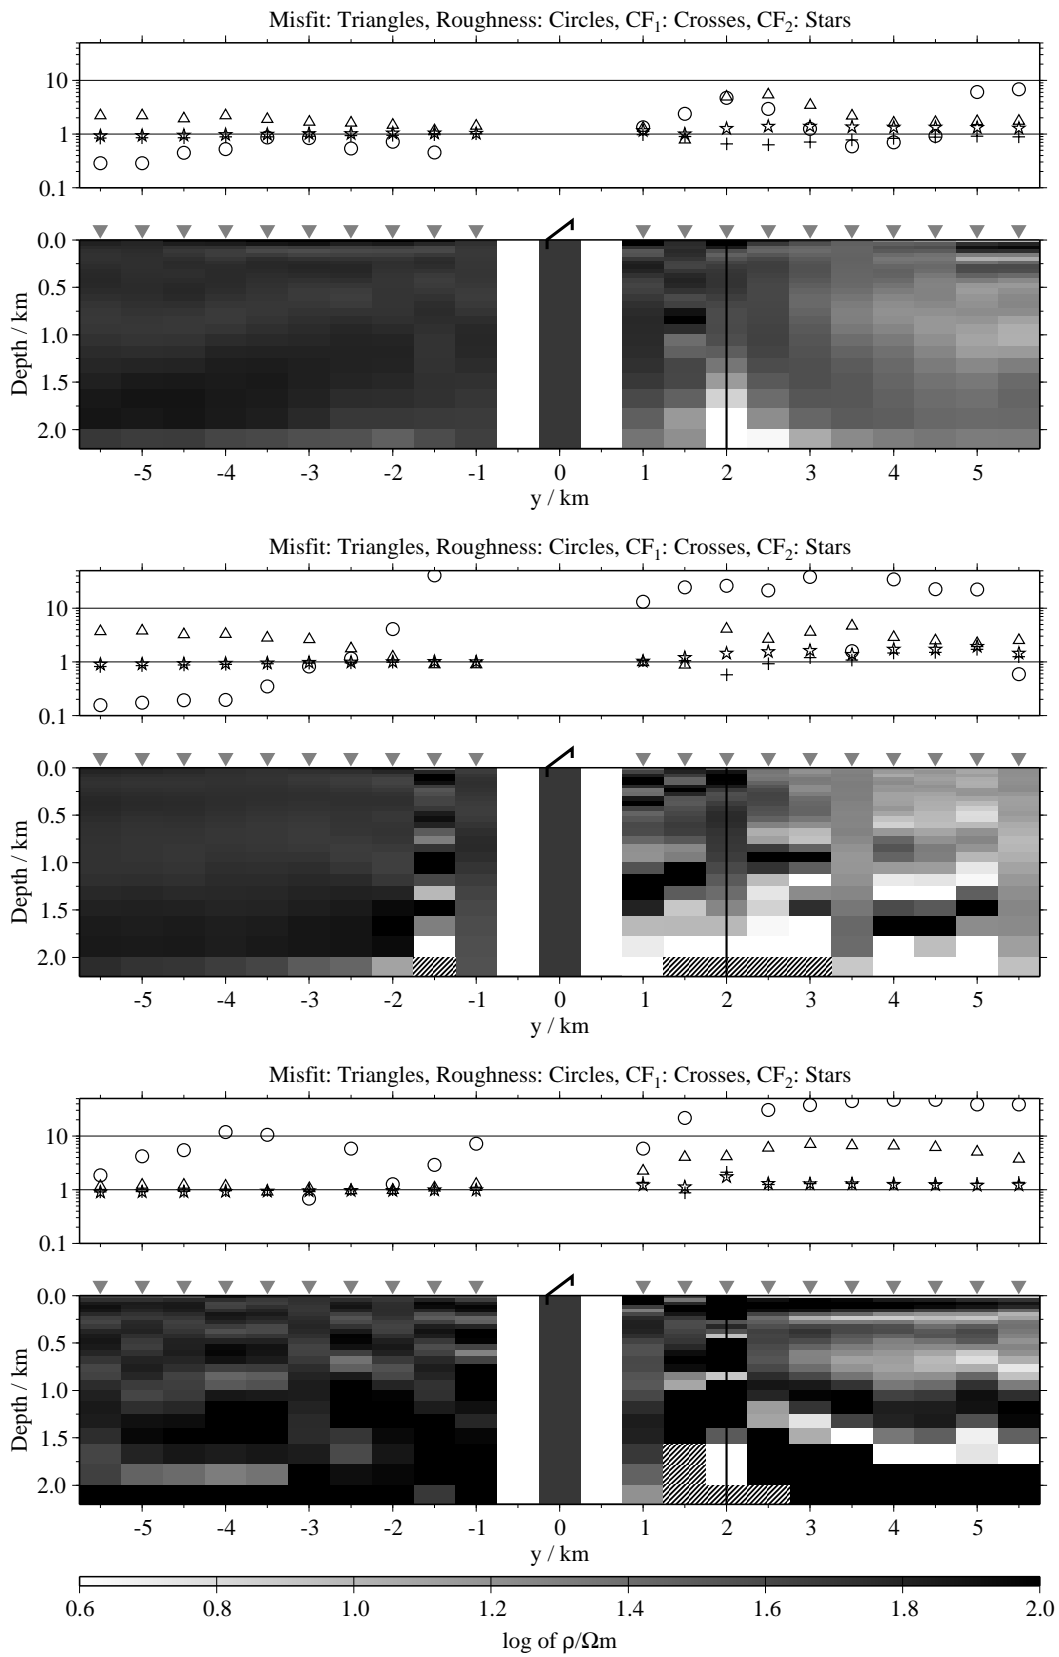 Misfit: Triangles, Roughness: Circles, CF₁: Crosses, CF₂: Stars
10
1
0.1
0.0
0.5
1.0
1.5
2.0
Depth / km
-5 -4 -3 -2 -1 0 1 2 3 4 5
y / km
Misfit: Triangles, Roughness: Circles, CF₁: Crosses, CF₂: Stars
10
1
0.1
0.0
0.5
1.0
1.5
2.0
Depth / km
-5 -4 -3 -2 -1 0 1 2 3 4 5
y / km
Misfit: Triangles, Roughness: Circles, CF₁: Crosses, CF₂: Stars
10
1
0.1
0.0
0.5
1.0
1.5
2.0
Depth / km
-5 -4 -3 -2 -1 0 1 2 3 4 5
y / km
0.6 0.8 1.0 1.2 1.4 1.6 1.8 2.0
log of ρ/Ωm